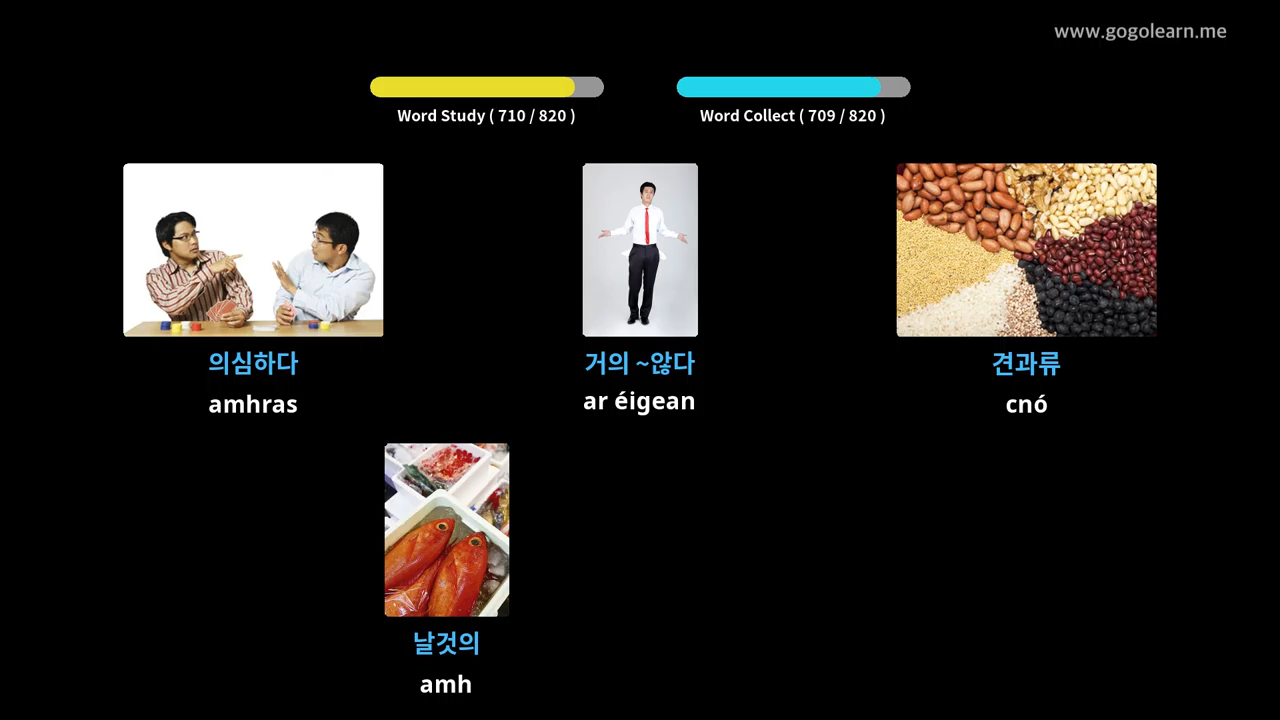 www.gogolearn.me
Word Study ( 710 / 820 )
Word Collect ( 709 / 820 )
의심하다
amhras
거의 ~않다
ar éigean
견과류
cnó
날것의
amh